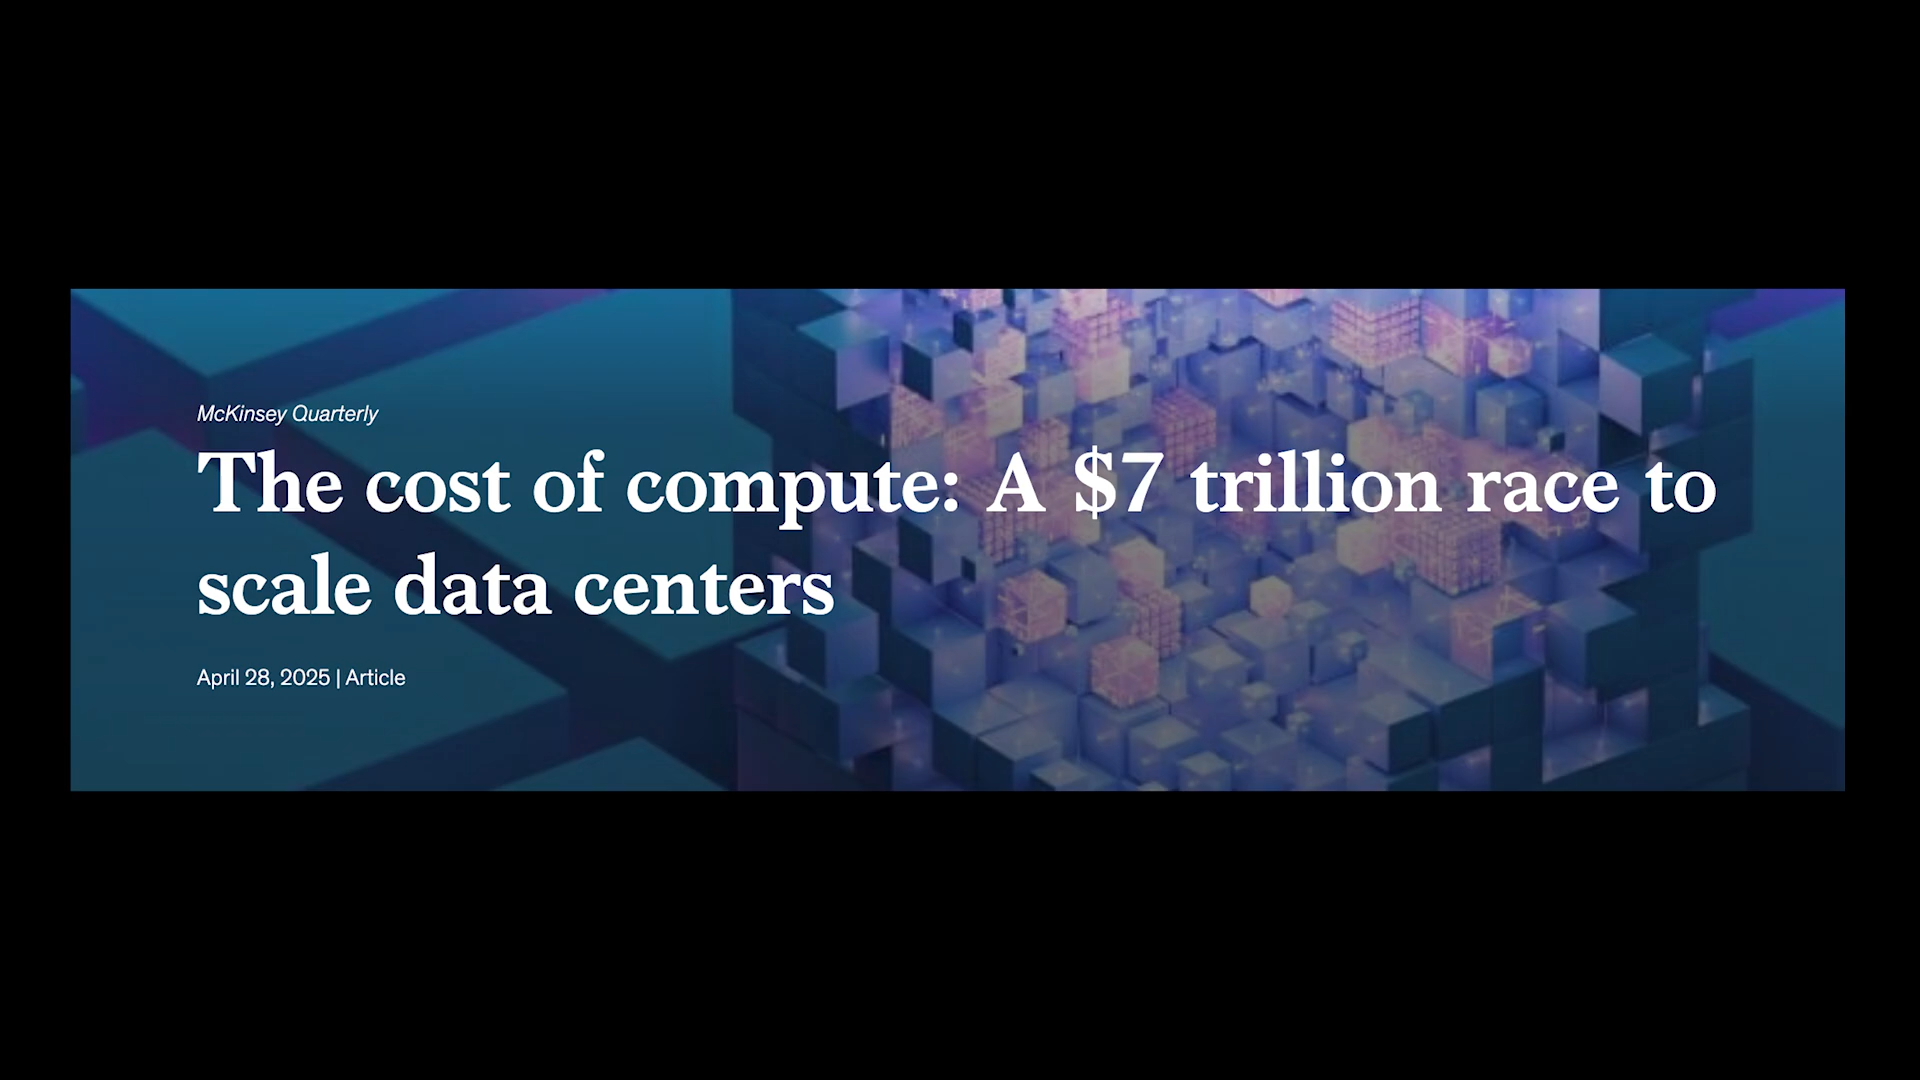 McKinsey Quarterly
The cost of compute: A $7 trillion race to
scale data centers
April 28, 2025 | Article